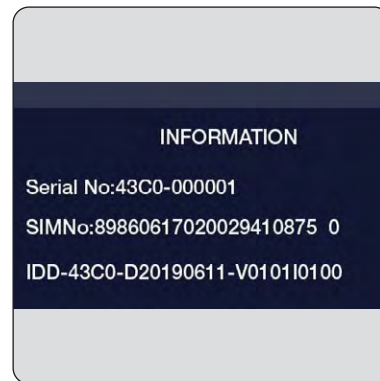 INFORMATION
Serial No:43C0-000001
SIMNo:89860617020029410875 0
IDD-43C0-D20190611-V0101I0100